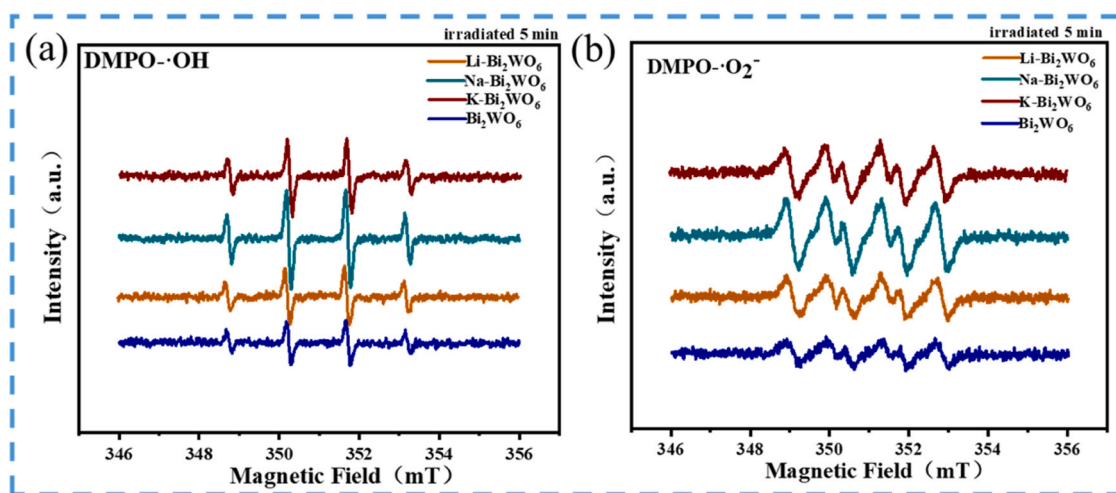 (a)
irradiated 5 min
DMPO-·OH
Li-Bi₂WO₆
Na-Bi₂WO₆
K-Bi₂WO₆
Bi₂WO₆
Intensity（a.u.）
346 348 350 352 354 356
Magnetic Field（mT）
(b)
irradiated 5 min
DMPO-·O₂⁻
Li-Bi₂WO₆
Na-Bi₂WO₆
K-Bi₂WO₆
Bi₂WO₆
Intensity（a.u.）
346 348 350 352 354 356
Magnetic Field（mT）